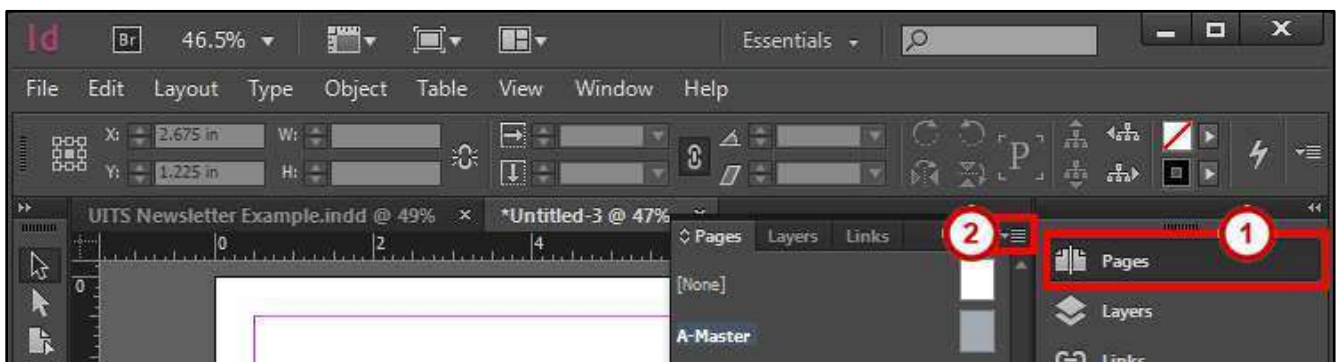 Id Br 46.5% Essentials
File Edit Layout Type Object Table View Window Help
X: 2.675 in W:
Y: 1.225 in H:
P
UITS Newsletter Example.indd @ 49% × *Untitled-3 @ 47%
0 2 4
0
Pages Layers Links 2
1
Pages
[None]
Layers
A-Master
Links